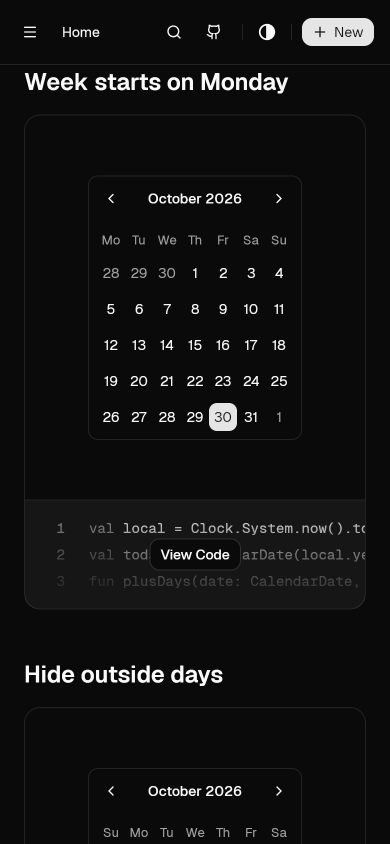 Home
New
Week starts on Monday
October 2026
Mo Tu We Th Fr Sa Su
28 29 30 1 2 3 4
5 6 7 8 9 10 11
12 13 14 15 16 17 18
19 20 21 22 23 24 25
26 27 28 29 30 31 1
1 val local = Clock.System.now().to
2 val tod arDate(local.ye
View Code
3 fun plusDays(date: CalendarDate,
Hide outside days
October 2026
Su Mo Tu We Th Fr Sa